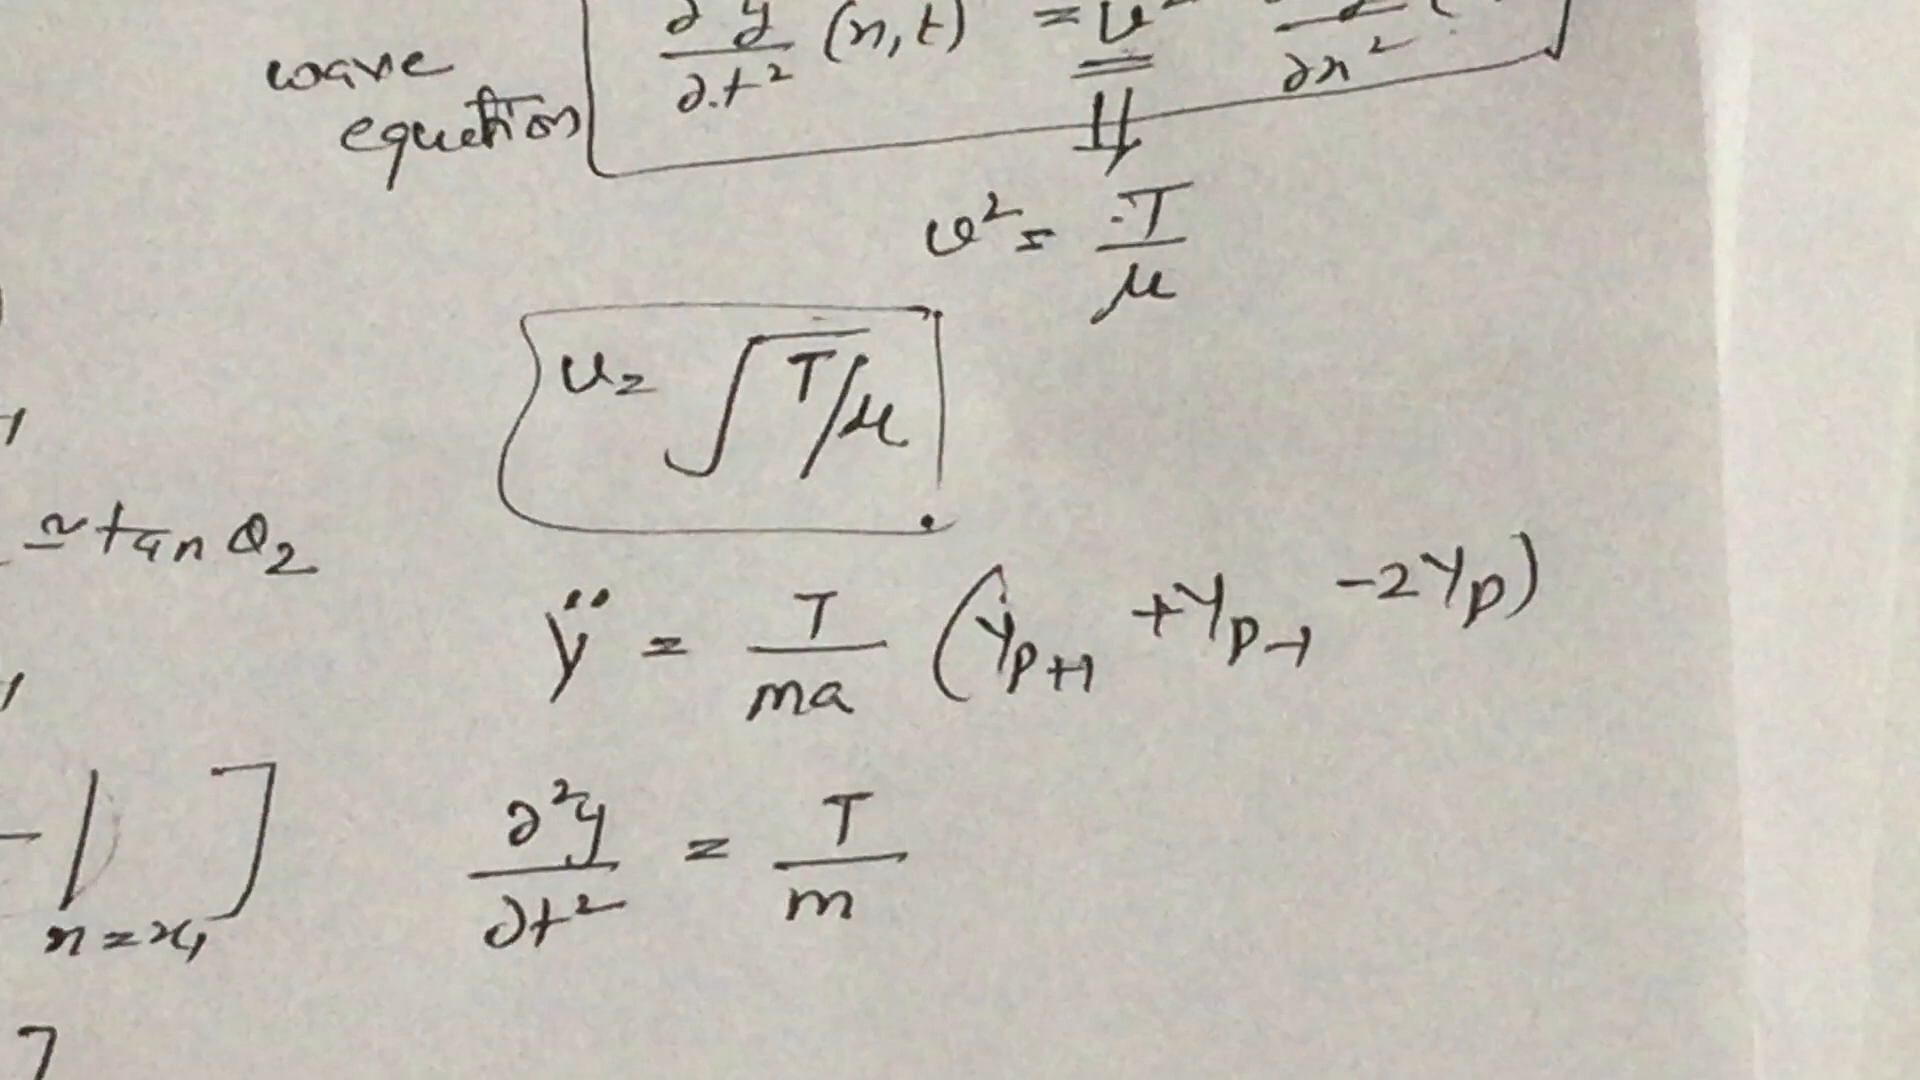 wave
equation
∂²y/∂t² (x,t) = v² ∂²y/∂x²
v² = T/μ
v = √T/μ
≃ tan θ₂
ÿ = T/ma (y_{p+1} + y_{p-1} - 2y_p)
∂²y/∂t² = T/m
| ]
x = x₁